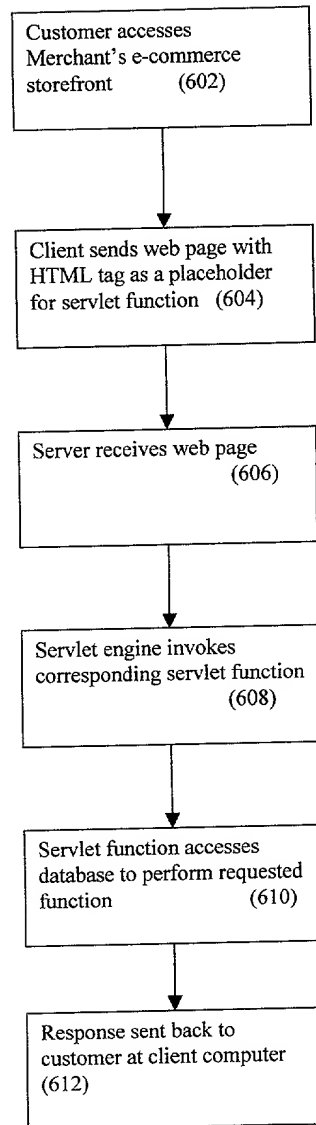 Customer accesses
Merchant's e-commerce
storefront (602)
Client sends web page with
HTML tag as a placeholder
for servlet function (604)
Server receives web page
(606)
Servlet engine invokes
corresponding servlet function
(608)
Servlet function accesses
database to perform requested
function (610)
Response sent back to
customer at client computer
(612)